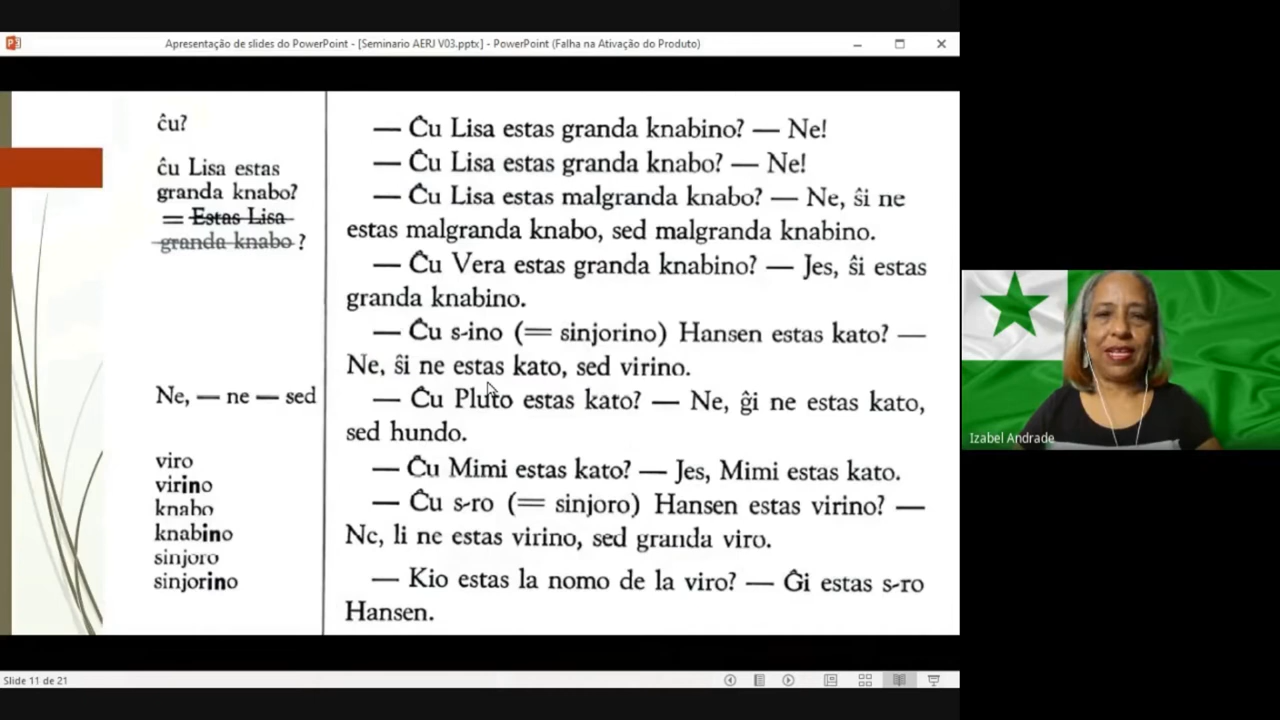 Apresentação de slides do PowerPoint - [Seminario AERJ V03.pptx] - PowerPoint (Falha na Ativação do Produto)
ĉu?
ĉu Lisa estas
granda knabo?
= Estas Lisa
granda knabo ?
Ne, — ne — sed
viro
virino
knabo
knabino
sinjoro
sinjorino
— Ĉu Lisa estas granda knabino? — Ne!
— Ĉu Lisa estas granda knabo? — Ne!
— Ĉu Lisa estas malgranda knabo? — Ne, ŝi ne
estas malgranda knabo, sed malgranda knabino.
— Ĉu Vera estas granda knabino? — Jes, ŝi estas
granda knabino.
— Ĉu s-ino (= sinjorino) Hansen estas kato? —
Ne, ŝi ne estas kato, sed virino.
— Ĉu Pluto estas kato? — Ne, ĝi ne estas kato,
sed hundo.
— Ĉu Mimi estas kato? — Jes, Mimi estas kato.
— Ĉu s-ro (= sinjoro) Hansen estas virino? —
Ne, li ne estas virino, sed granda viro.
— Kio estas la nomo de la viro? — Ĝi estas s-ro
Hansen.
Izabel Andrade
Slide 11 de 21